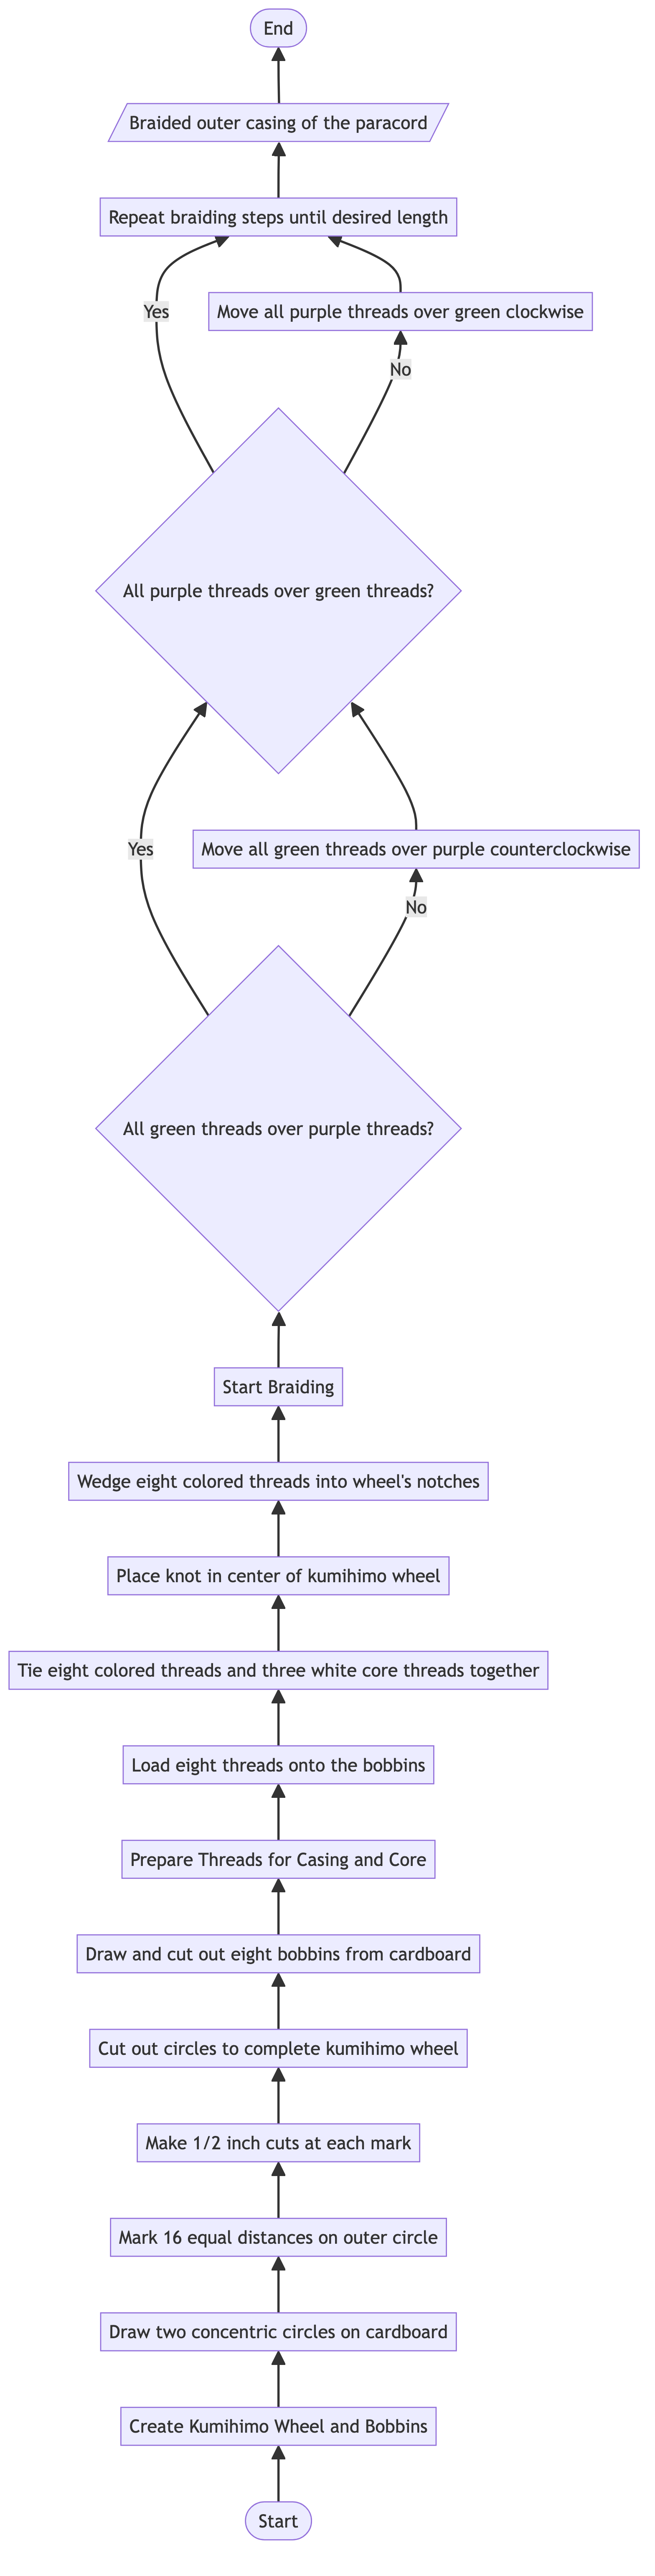 End
Braided outer casing of the paracord
Repeat braiding steps until desired length
Yes
Move all purple threads over green clockwise
No
All purple threads over green threads?
Yes
Move all green threads over purple counterclockwise
No
All green threads over purple threads?
Start Braiding
Wedge eight colored threads into wheel's notches
Place knot in center of kumihimo wheel
Tie eight colored threads and three white core threads together
Load eight threads onto the bobbins
Prepare Threads for Casing and Core
Draw and cut out eight bobbins from cardboard
Cut out circles to complete kumihimo wheel
Make 1/2 inch cuts at each mark
Mark 16 equal distances on outer circle
Draw two concentric circles on cardboard
Create Kumihimo Wheel and Bobbins
Start